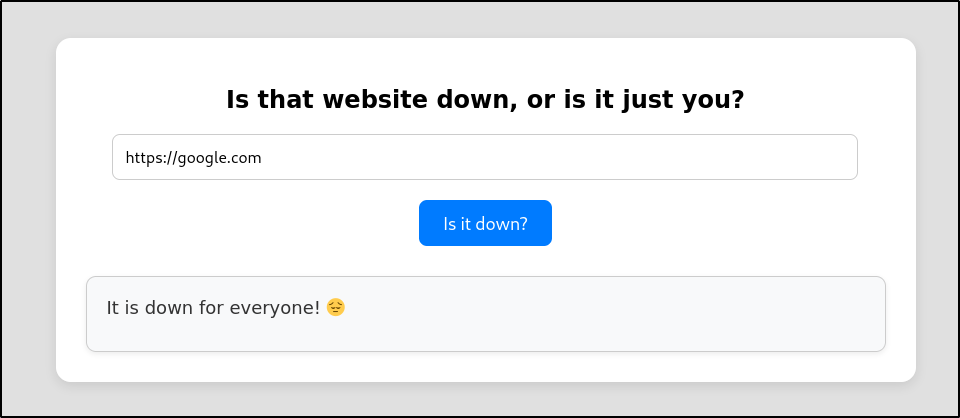 Is that website down, or is it just you?
https://google.com
Is it down?
It is down for everyone! 😔